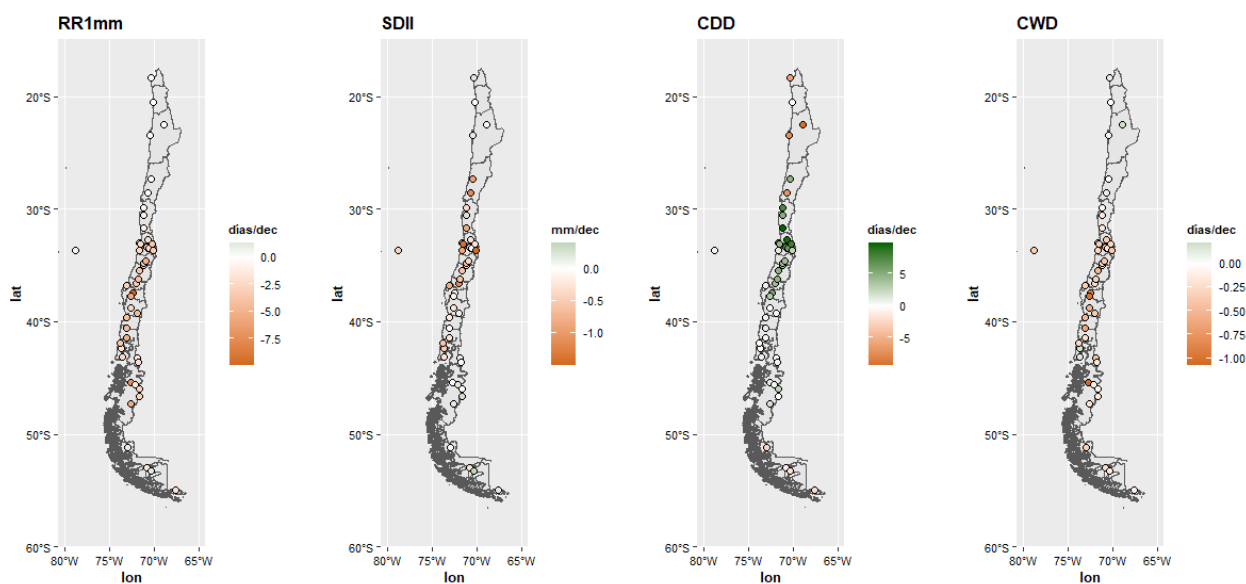 RR1mm
20°S
30°S
40°S
50°S
60°S
lat
80°W 75°W 70°W 65°W
lon
dias/dec
0.0
-2.5
-5.0
-7.5
SDII
20°S
30°S
40°S
50°S
60°S
lat
80°W 75°W 70°W 65°W
lon
mm/dec
0.0
-0.5
-1.0
CDD
20°S
30°S
40°S
50°S
60°S
lat
80°W 75°W 70°W 65°W
lon
dias/dec
5
0
-5
CWD
20°S
30°S
40°S
50°S
60°S
lat
80°W 75°W 70°W 65°W
lon
dias/dec
0.00
-0.25
-0.50
-0.75
-1.00